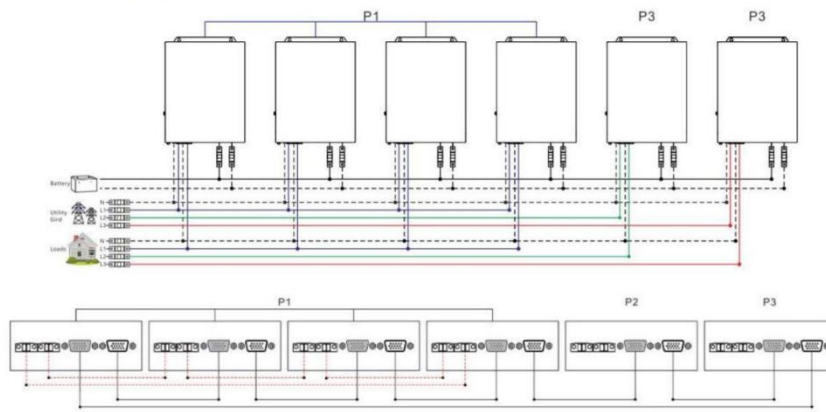 P1 P3 P3
Battery
N
Utility L1
Grid L2
L3
N
Loads L1
L2
L3
P1 P2 P3